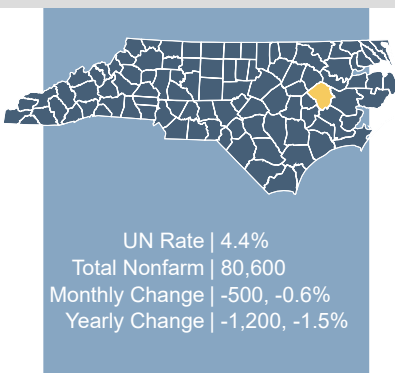 UN Rate | 4.4%
Total Nonfarm | 80,600
Monthly Change | -500, -0.6%
Yearly Change | -1,200, -1.5%